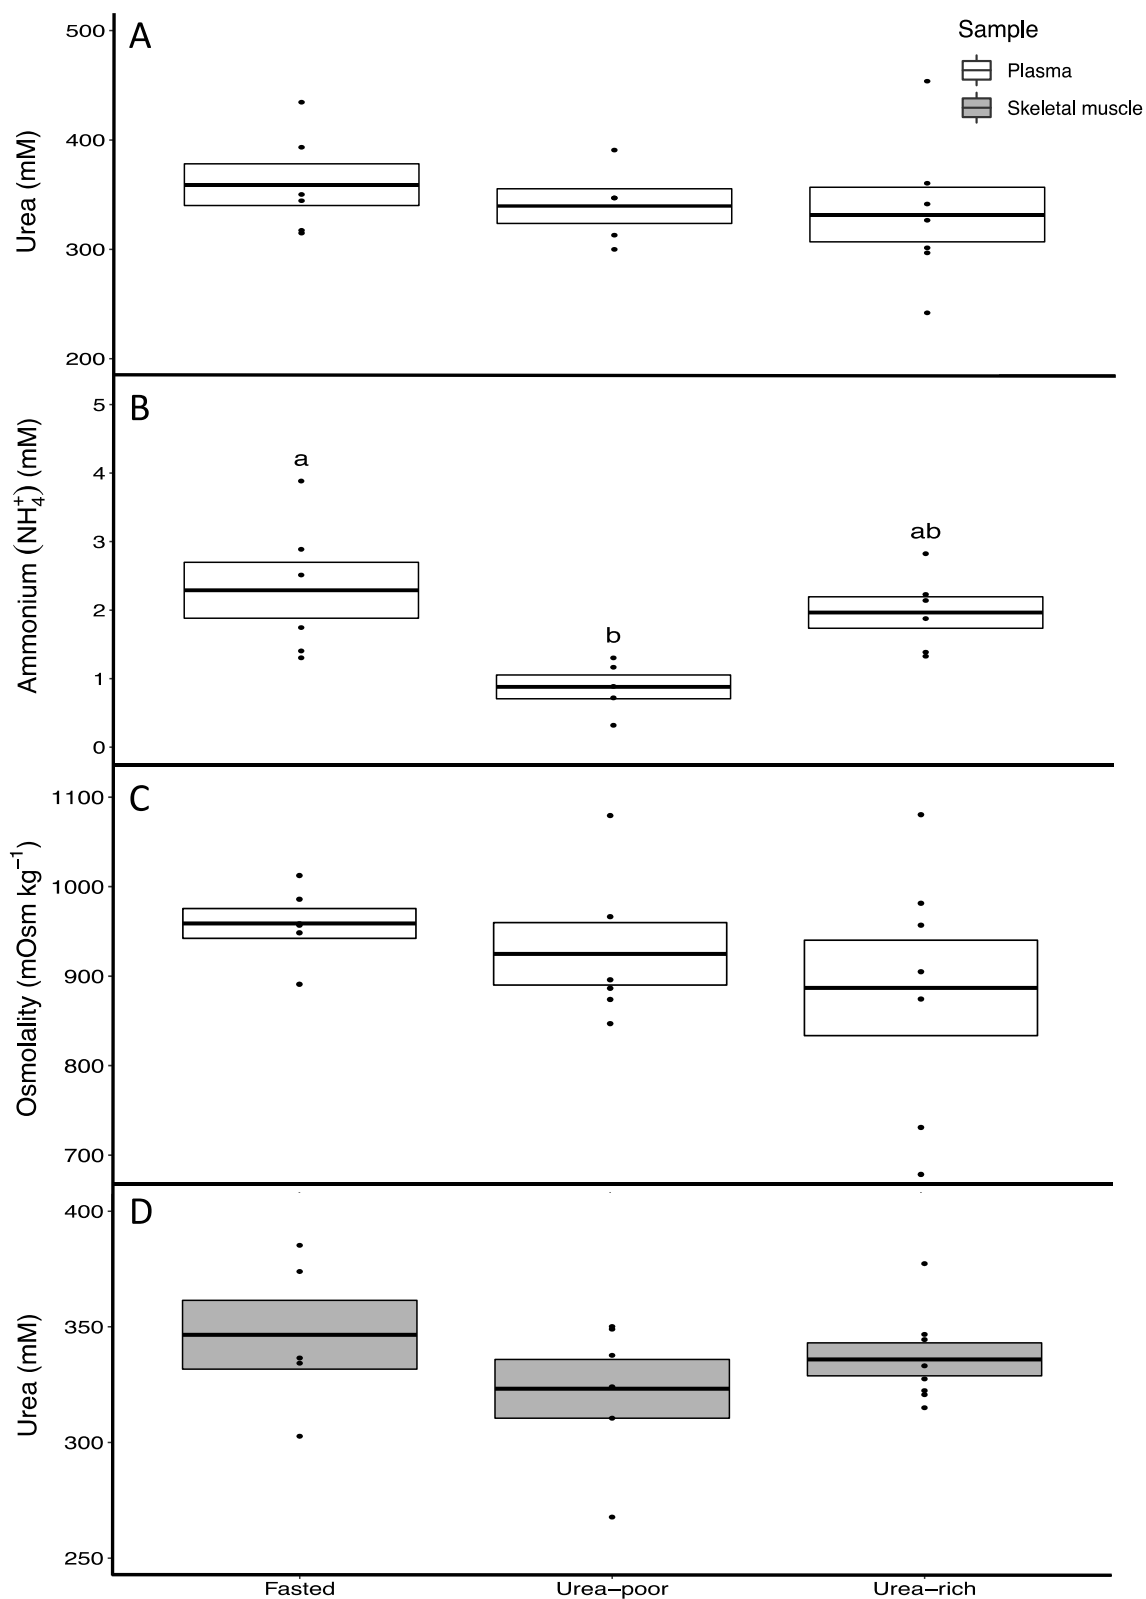 A
Sample
Plasma
Skeletal muscle
Urea (mM)
500
400
300
200
B
Ammonium (NH₄⁺) (mM)
5
4
3
2
1
0
a
b
ab
C
Osmolality (mOsm kg⁻¹)
1100
1000
900
800
700
D
Urea (mM)
400
350
300
250
Fasted
Urea–poor
Urea–rich